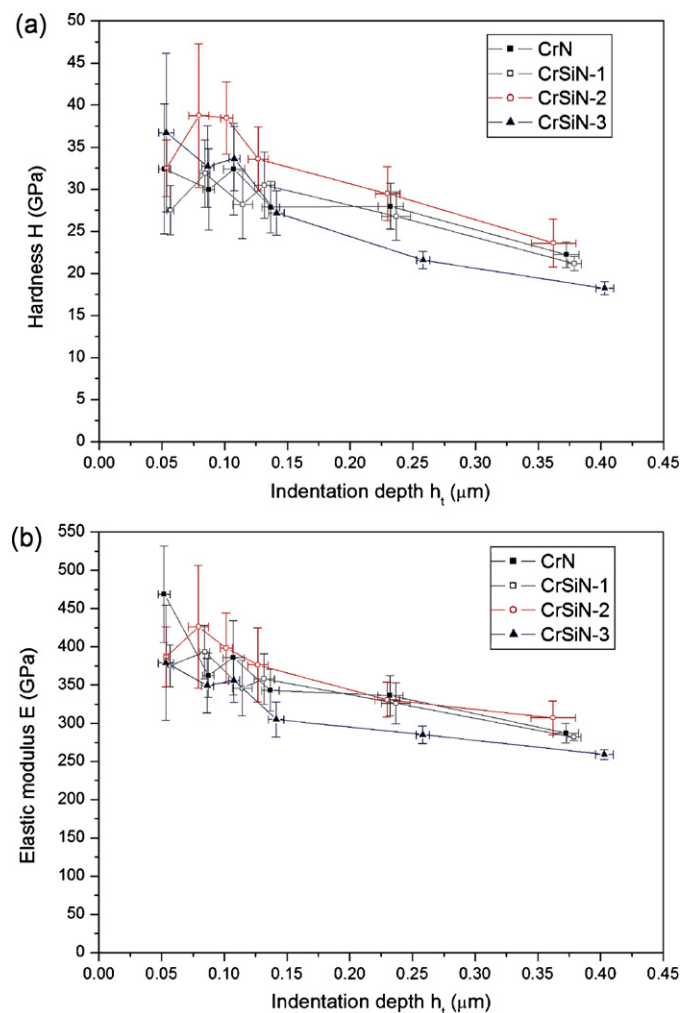 (a)
50
45
40
35
30
25
20
15
10
5
0
Hardness H (GPa)
CrN
CrSiN-1
CrSiN-2
CrSiN-3
0.00 0.05 0.10 0.15 0.20 0.25 0.30 0.35 0.40 0.45
Indentation depth hₜ (μm)
(b)
550
500
450
400
350
300
250
200
150
100
50
0
Elastic modulus E (GPa)
CrN
CrSiN-1
CrSiN-2
CrSiN-3
0.00 0.05 0.10 0.15 0.20 0.25 0.30 0.35 0.40 0.45
Indentation depth hₜ (μm)